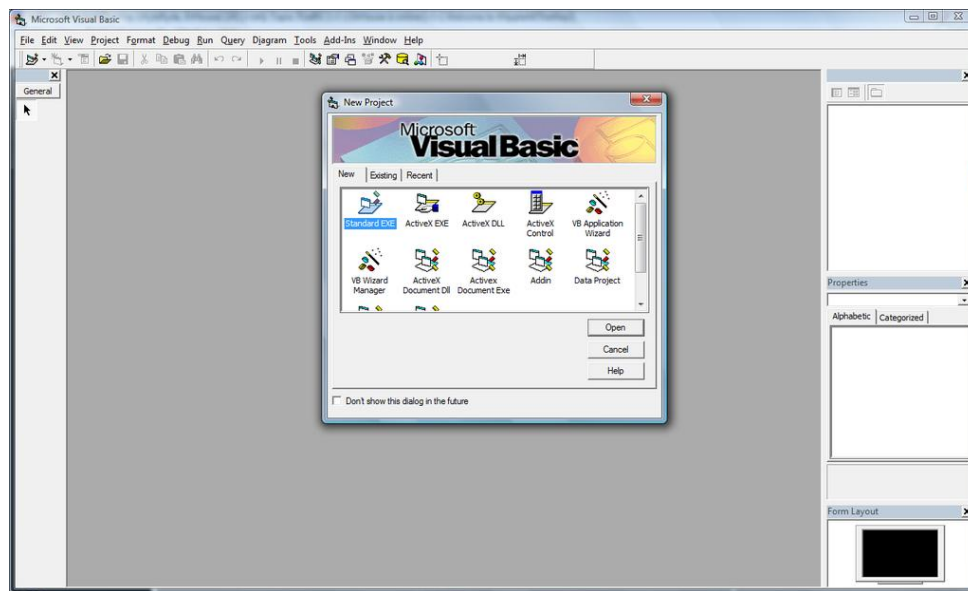 Microsoft Visual Basic
File Edit View Project Format Debug Run Query Diagram Tools Add-Ins Window Help
General
New Project
Microsoft
Visual Basic
New Existing Recent
Standard EXE ActiveX EXE ActiveX DLL ActiveX Control VB Application Wizard
VB Wizard Manager ActiveX Document Dll Activex Document Exe Addin Data Project
Open
Cancel
Help
Don't show this dialog in the future
Properties
Alphabetic Categorized
Form Layout